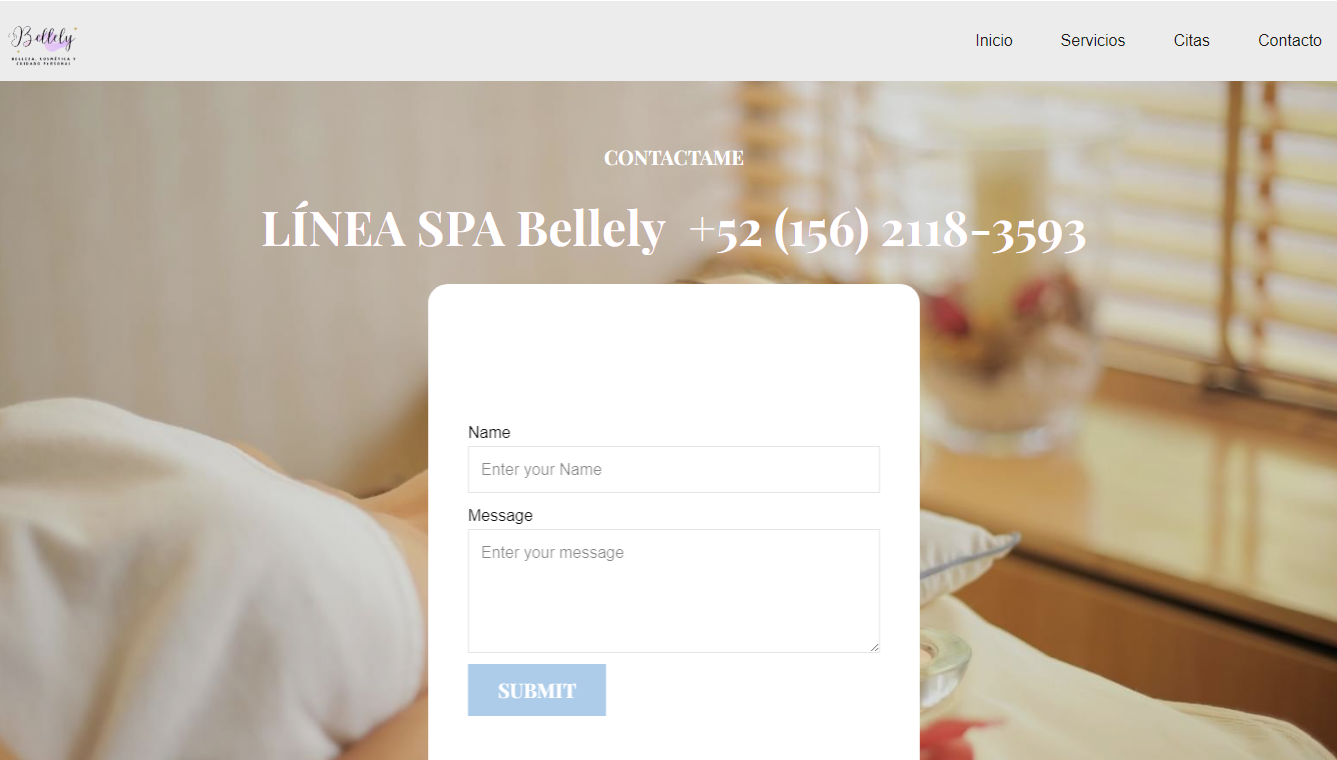 Bellely
BELLEZA, COSMÉTICA Y
CUIDADO PERSONAL
Inicio Servicios Citas Contacto
CONTACTAME
LÍNEA SPA Bellely +52 (156) 2118-3593
Name
Enter your Name
Message
Enter your message
SUBMIT